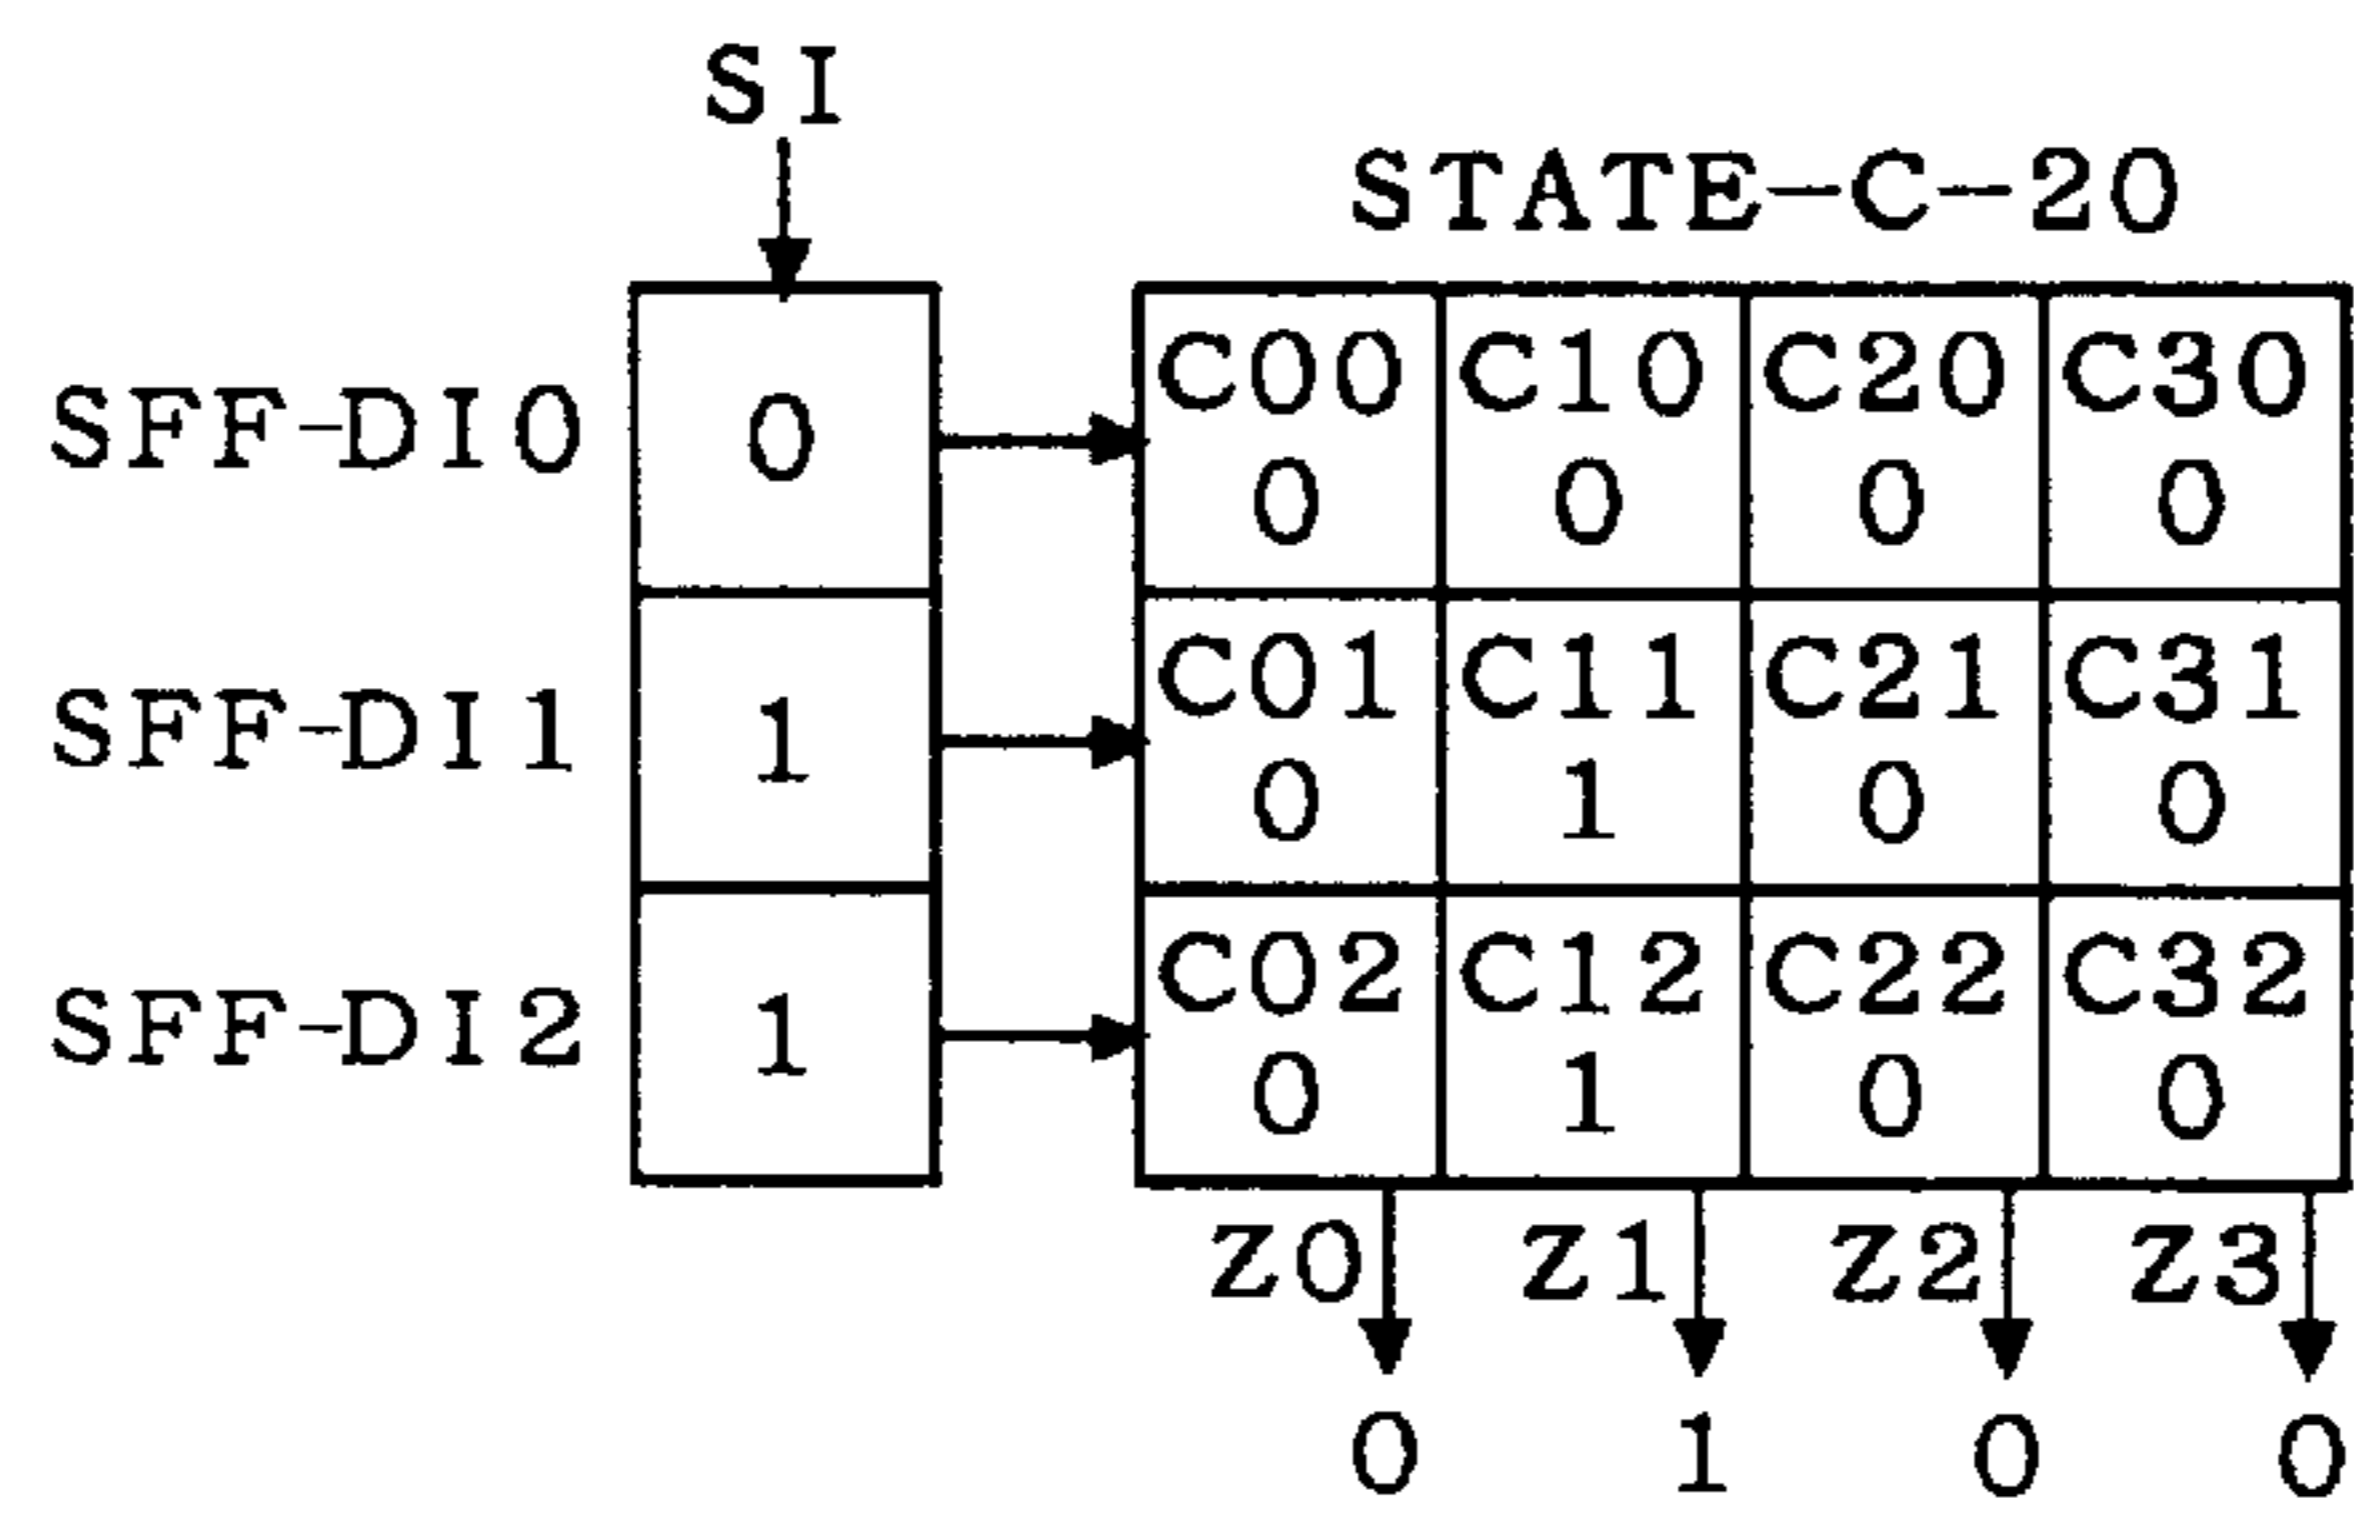 SI
STATE-C-20
SFF-DI0 0 C00 C10 C20 C30
0 0 0 0
SFF-DI1 1 C01 C11 C21 C31
0 1 0 0
SFF-DI2 1 C02 C12 C22 C32
0 1 0 0
Z0 Z1 Z2 Z3
0 1 0 0